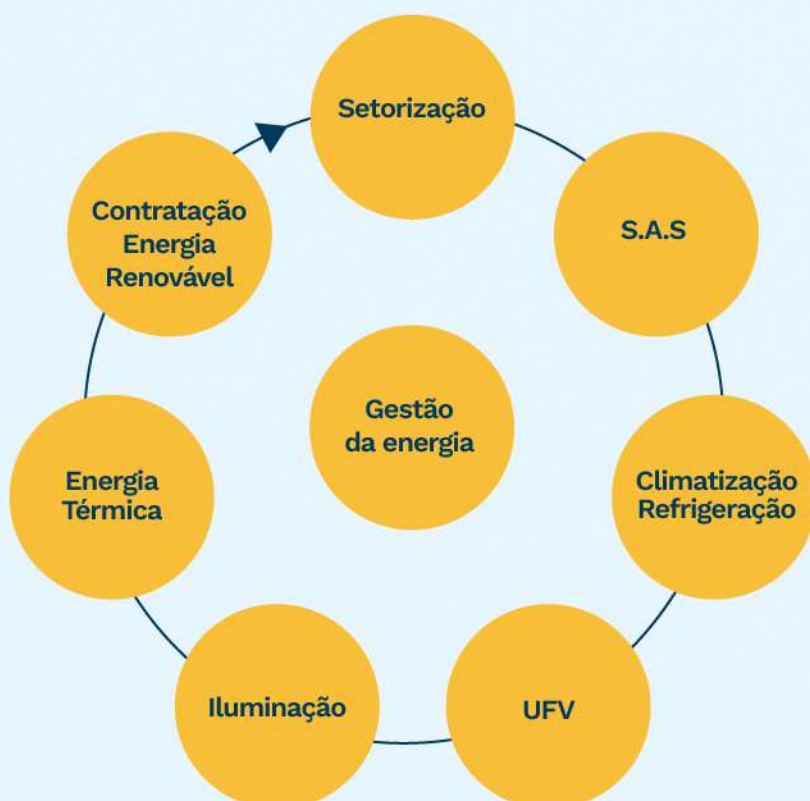 Setorização
S.A.S
Climatização
Refrigeração
UFV
Iluminação
Energia
Térmica
Contratação
Energia
Renovável
Gestão
da energia